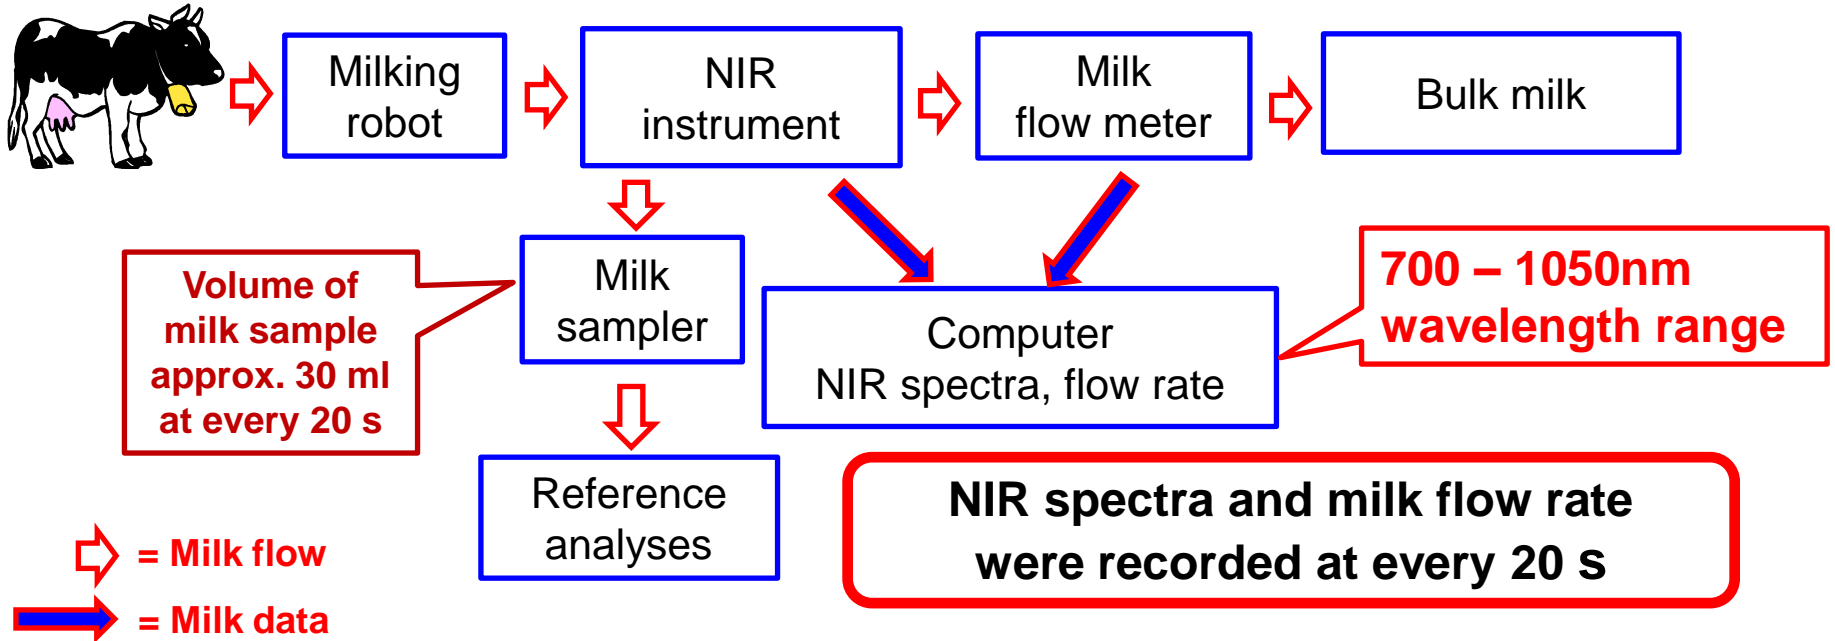 Milking
robot
NIR
instrument
Milk
flow meter
Bulk milk
Volume of
milk sample
approx. 30 ml
at every 20 s
Milk
sampler
Computer
NIR spectra, flow rate
700 – 1050nm
wavelength range
Reference
analyses
NIR spectra and milk flow rate
were recorded at every 20 s
= Milk flow
= Milk data